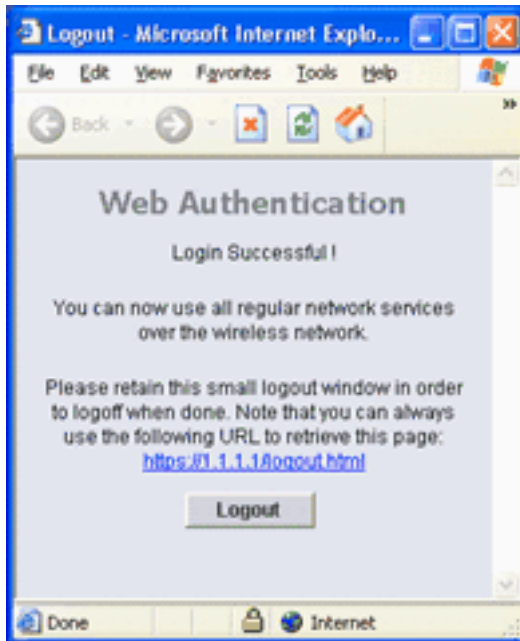 Logout - Microsoft Internet Explo...
File Edit View Favorites Tools Help
Back
Web Authentication
Login Successful !
You can now use all regular network services
over the wireless network.
Please retain this small logout window in order
to logoff when done. Note that you can always
use the following URL to retrieve this page:
https://1.1.1.1/logout.html
Logout
Done Internet